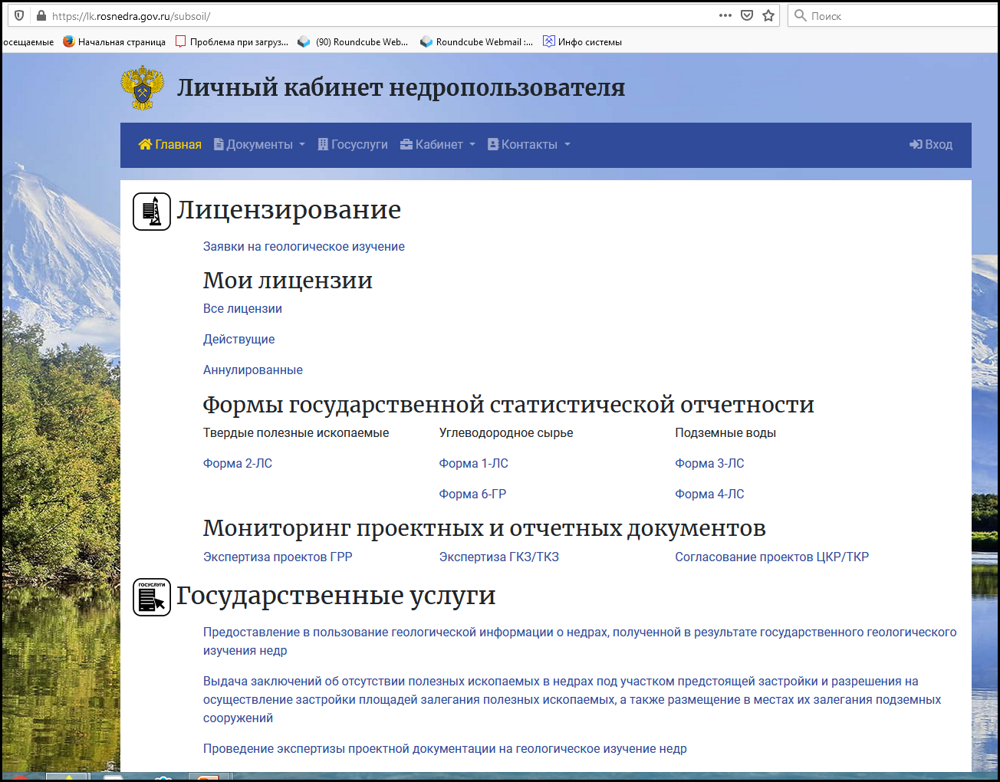 https://lk.rosnedra.gov.ru/subsoil/
Поиск
осещаемые
Начальная страница
Проблема при загруз...
(90) Roundcube Web...
Roundcube Webmail :...
Инфо системы
Личный кабинет недропользователя
Главная
Документы
Госуслуги
Кабинет
Контакты
Вход
Лицензирование
Заявки на геологическое изучение
Мои лицензии
Все лицензии
Действущие
Аннулированные
Формы государственной статистической отчетности
Твердые полезные ископаемые
Углеводородное сырье
Подземные воды
Форма 2-ЛС
Форма 1-ЛС
Форма 3-ЛС
Форма 6-ГР
Форма 4-ЛС
Мониторинг проектных и отчетных документов
Экспертиза проектов ГРР
Экспертиза ГКЗ/ТКЗ
Согласование проектов ЦКР/ТКР
ГОСУСЛУГИ
Государственные услуги
Предоставление в пользование геологической информации о недрах, полученной в результате государственного геологического
изучения недр
Выдача заключений об отсутствии полезных ископаемых в недрах под участком предстоящей застройки и разрешения на
осуществление застройки площадей залегания полезных ископаемых, а также размещение в местах их залегания подземных
сооружений
Проведение экспертизы проектной документации на геологическое изучение недр